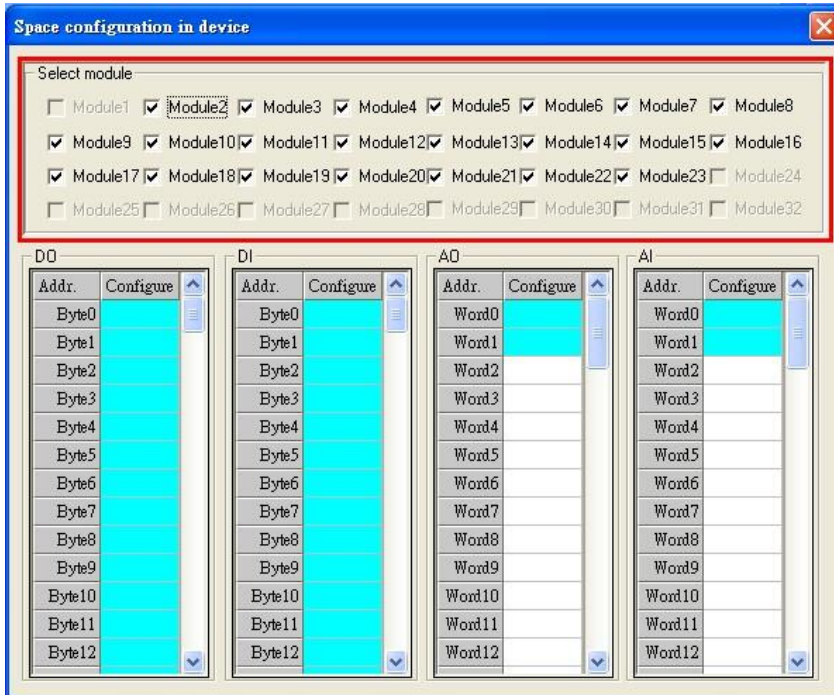 Space configuration in device
Select module
Module1 Module2 Module3 Module4 Module5 Module6 Module7 Module8
Module9 Module10 Module11 Module12 Module13 Module14 Module15 Module16
Module17 Module18 Module19 Module20 Module21 Module22 Module23 Module24
Module25 Module26 Module27 Module28 Module29 Module30 Module31 Module32
DO DI AO AI
Addr. Configure Addr. Configure Addr. Configure Addr. Configure
Byte0 Byte0 Word0 Word0
Byte1 Byte1 Word1 Word1
Byte2 Byte2 Word2 Word2
Byte3 Byte3 Word3 Word3
Byte4 Byte4 Word4 Word4
Byte5 Byte5 Word5 Word5
Byte6 Byte6 Word6 Word6
Byte7 Byte7 Word7 Word7
Byte8 Byte8 Word8 Word8
Byte9 Byte9 Word9 Word9
Byte10 Byte10 Word10 Word10
Byte11 Byte11 Word11 Word11
Byte12 Byte12 Word12 Word12